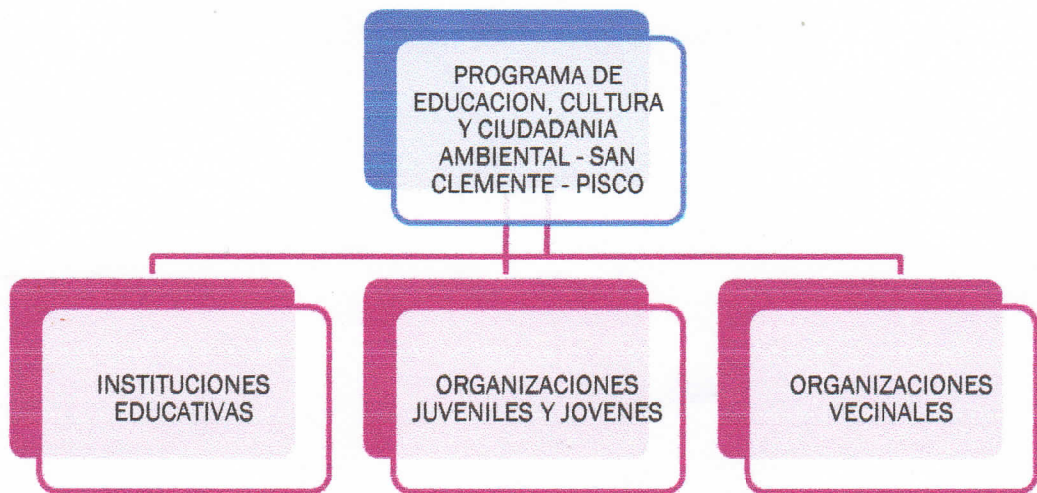 PROGRAMA DE
EDUCACION, CULTURA
Y CIUDADANIA
AMBIENTAL - SAN
CLEMENTE - PISCO
INSTITUCIONES
EDUCATIVAS
ORGANIZACIONES
JUVENILES Y JOVENES
ORGANIZACIONES
VECINALES